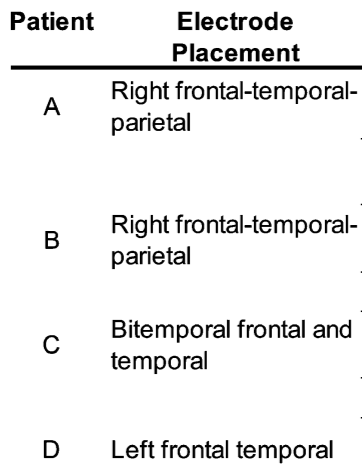 Patient Electrode
Placement
Right frontal-temporal-
A
parietal
Right frontal-temporal-
B
parietal
Bitemporal frontal and
C
temporal
D Left frontal temporal